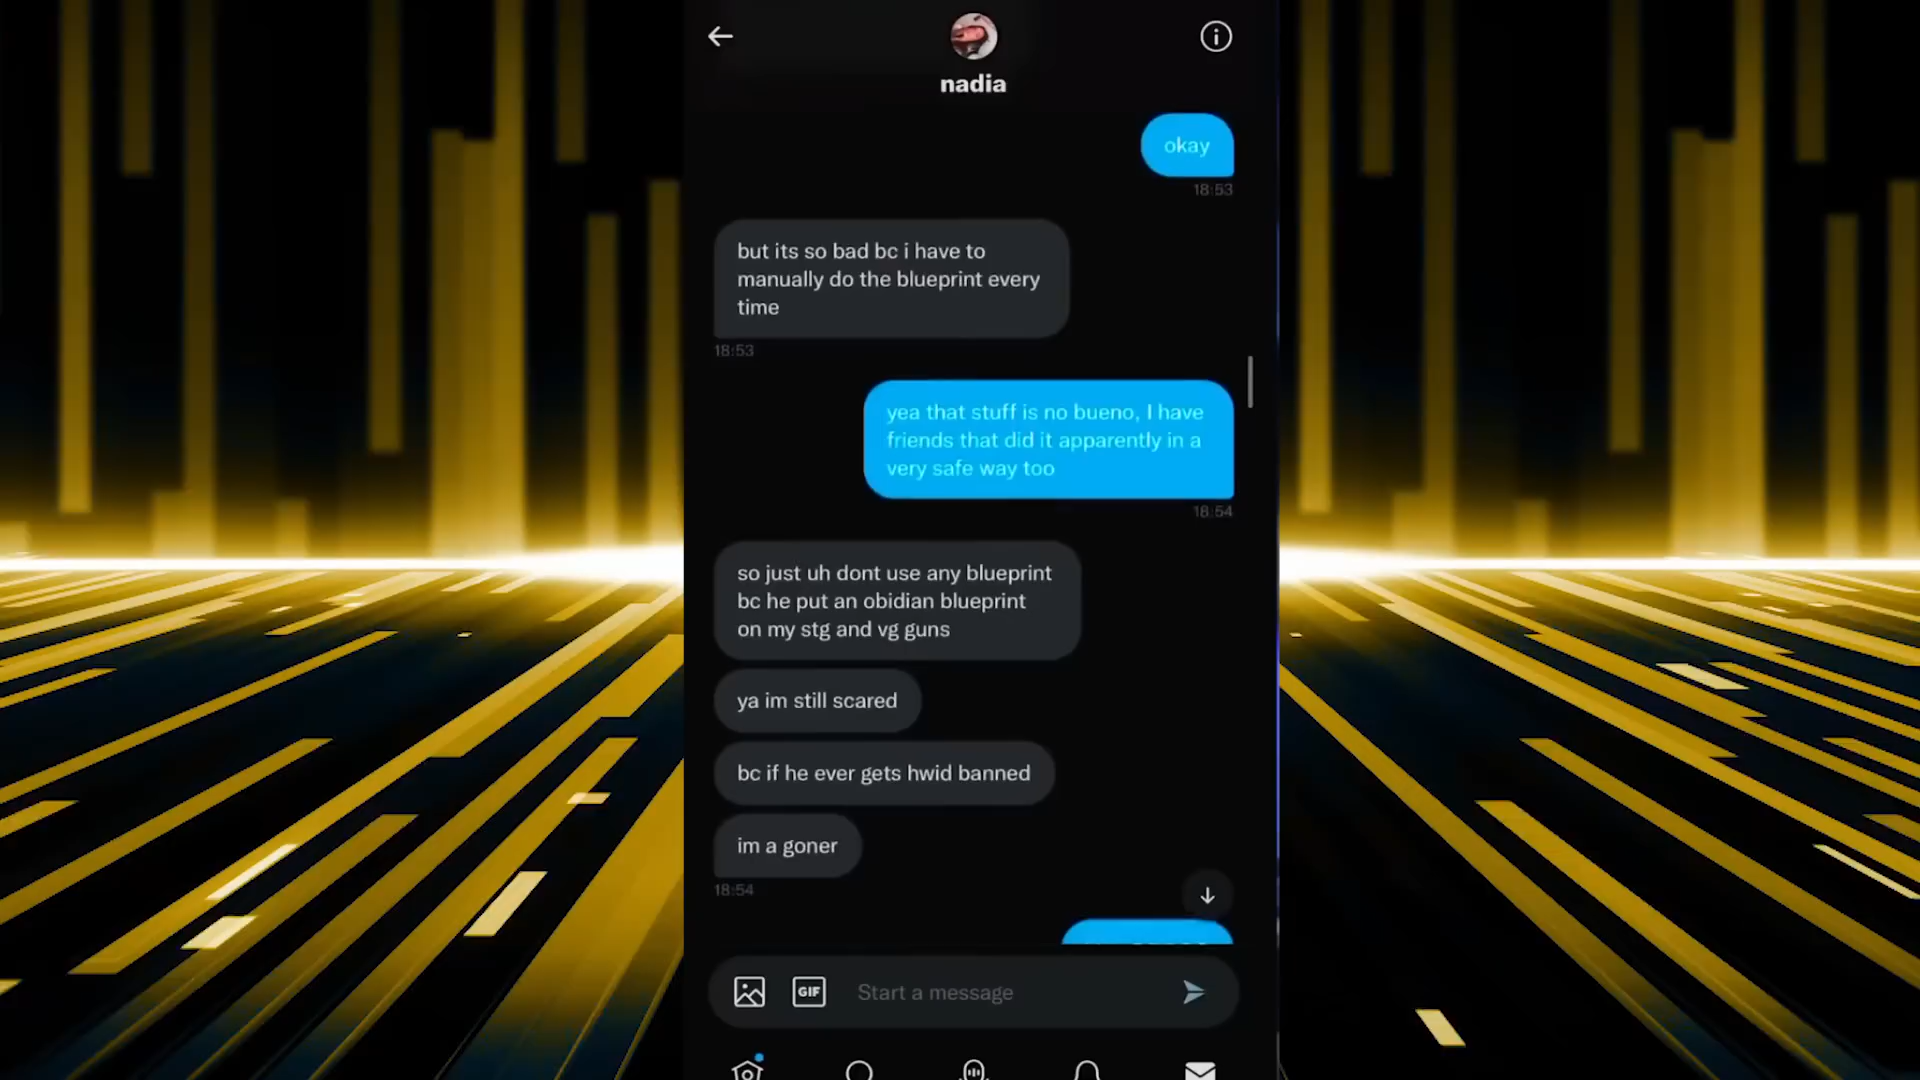 nadia
okay
18:53
but its so bad bc i have to
manually do the blueprint every
time
18:53
yea that stuff is no bueno, I have
friends that did it apparently in a
very safe way too
18:54
so just uh dont use any blueprint
bc he put an obidian blueprint
on my stg and vg guns
ya im still scared
bc if he ever gets hwid banned
im a goner
18:54
GIF
Start a message